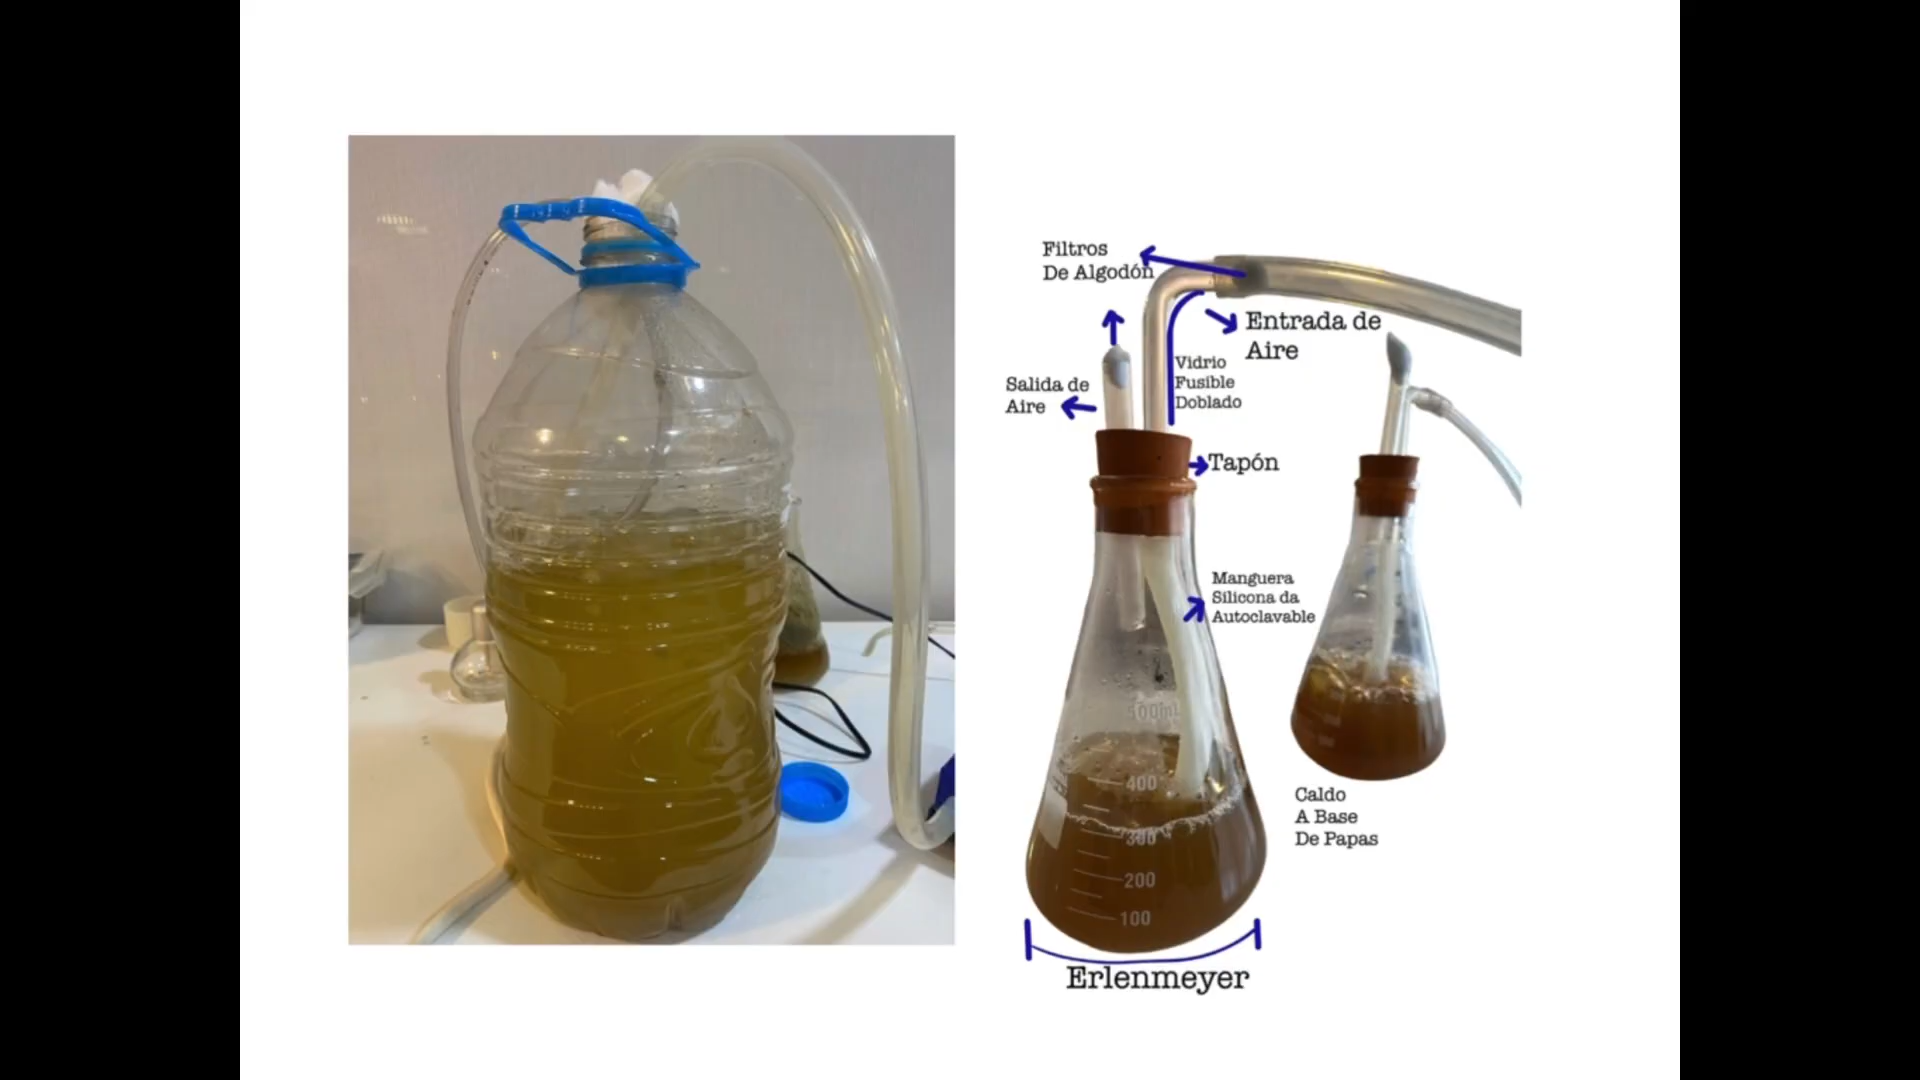 Filtros
De Algodón
Entrada de
Aire
Vidrio
Fusible
Doblado
Salida de
Aire
Tapón
Manguera
Silicona da
Autoclavable
500mL
400
300
200
100
Caldo
A Base
De Papas
Erlenmeyer